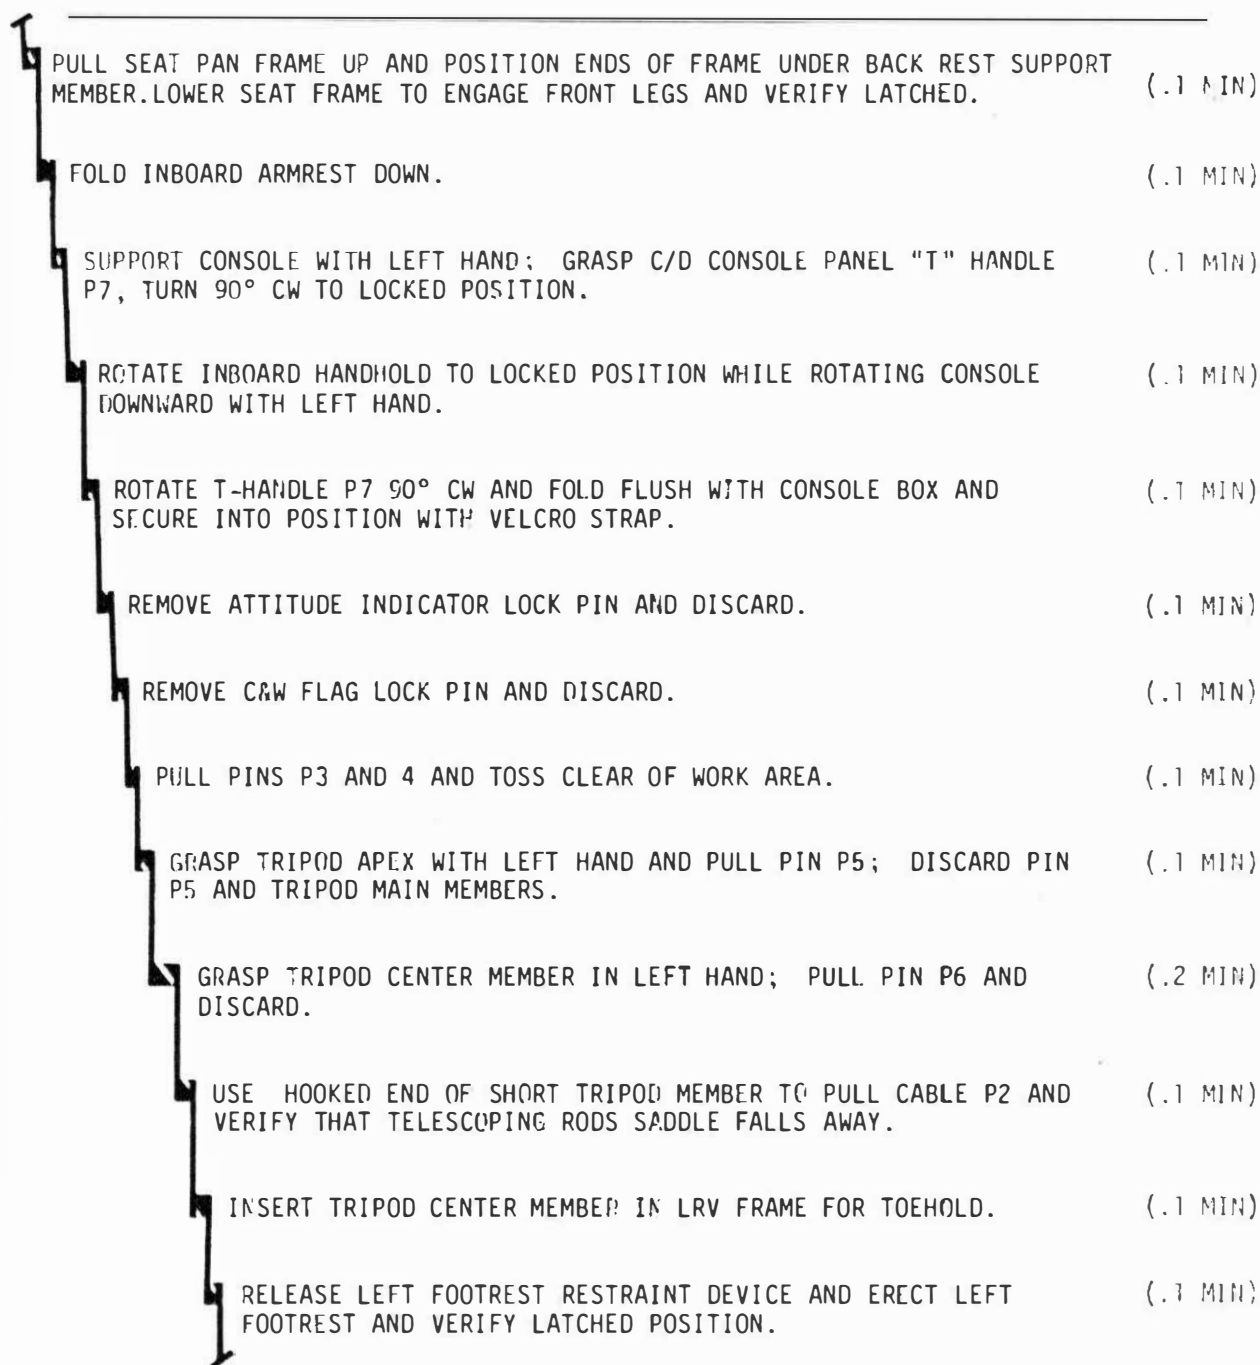 PULL SEAT PAN FRAME UP AND POSITION ENDS OF FRAME UNDER BACK REST SUPPORT
MEMBER.LOWER SEAT FRAME TO ENGAGE FRONT LEGS AND VERIFY LATCHED. (.1 MIN)
FOLD INBOARD ARMREST DOWN. (.1 MIN)
SUPPORT CONSOLE WITH LEFT HAND; GRASP C/D CONSOLE PANEL "T" HANDLE (.1 MIN)
P7, TURN 90° CW TO LOCKED POSITION.
ROTATE INBOARD HANDHOLD TO LOCKED POSITION WHILE ROTATING CONSOLE (.1 MIN)
DOWNWARD WITH LEFT HAND.
ROTATE T-HANDLE P7 90° CW AND FOLD FLUSH WITH CONSOLE BOX AND (.1 MIN)
SECURE INTO POSITION WITH VELCRO STRAP.
REMOVE ATTITUDE INDICATOR LOCK PIN AND DISCARD. (.1 MIN)
REMOVE C&W FLAG LOCK PIN AND DISCARD. (.1 MIN)
PULL PINS P3 AND 4 AND TOSS CLEAR OF WORK AREA. (.1 MIN)
GRASP TRIPOD APEX WITH LEFT HAND AND PULL PIN P5; DISCARD PIN (.1 MIN)
P5 AND TRIPOD MAIN MEMBERS.
GRASP TRIPOD CENTER MEMBER IN LEFT HAND; PULL PIN P6 AND (.2 MIN)
DISCARD.
USE HOOKED END OF SHORT TRIPOD MEMBER TO PULL CABLE P2 AND (.1 MIN)
VERIFY THAT TELESCOPING RODS SADDLE FALLS AWAY.
INSERT TRIPOD CENTER MEMBER IN LRV FRAME FOR TOEHOLD. (.1 MIN)
RELEASE LEFT FOOTREST RESTRAINT DEVICE AND ERECT LEFT (.1 MIN)
FOOTREST AND VERIFY LATCHED POSITION.